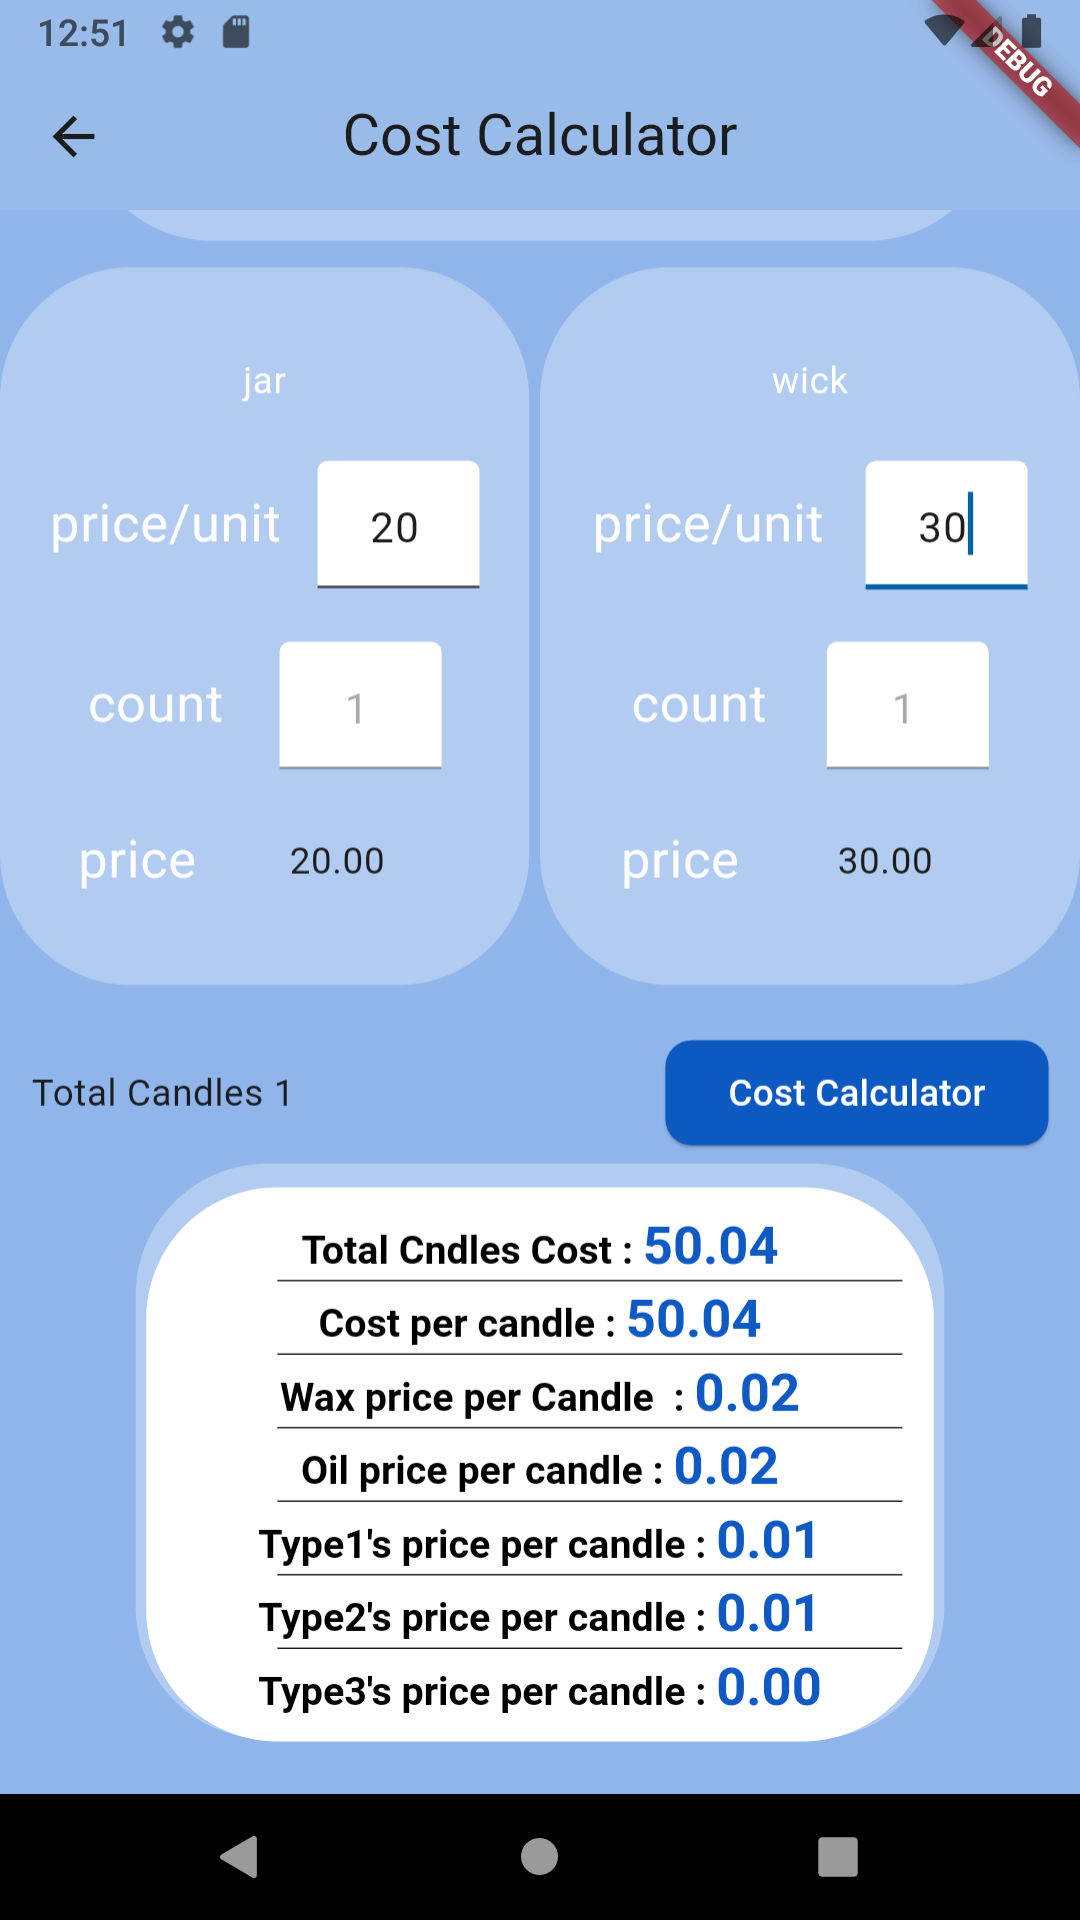 12:51
DEBUG
Cost Calculator
jar
wick
price/unit 20
price/unit 30
count 1
count 1
price 20.00
price 30.00
Total Candles 1
Cost Calculator
Total Cndles Cost : 50.04
Cost per candle : 50.04
Wax price per Candle  : 0.02
Oil price per candle : 0.02
Type1's price per candle : 0.01
Type2's price per candle : 0.01
Type3's price per candle : 0.00